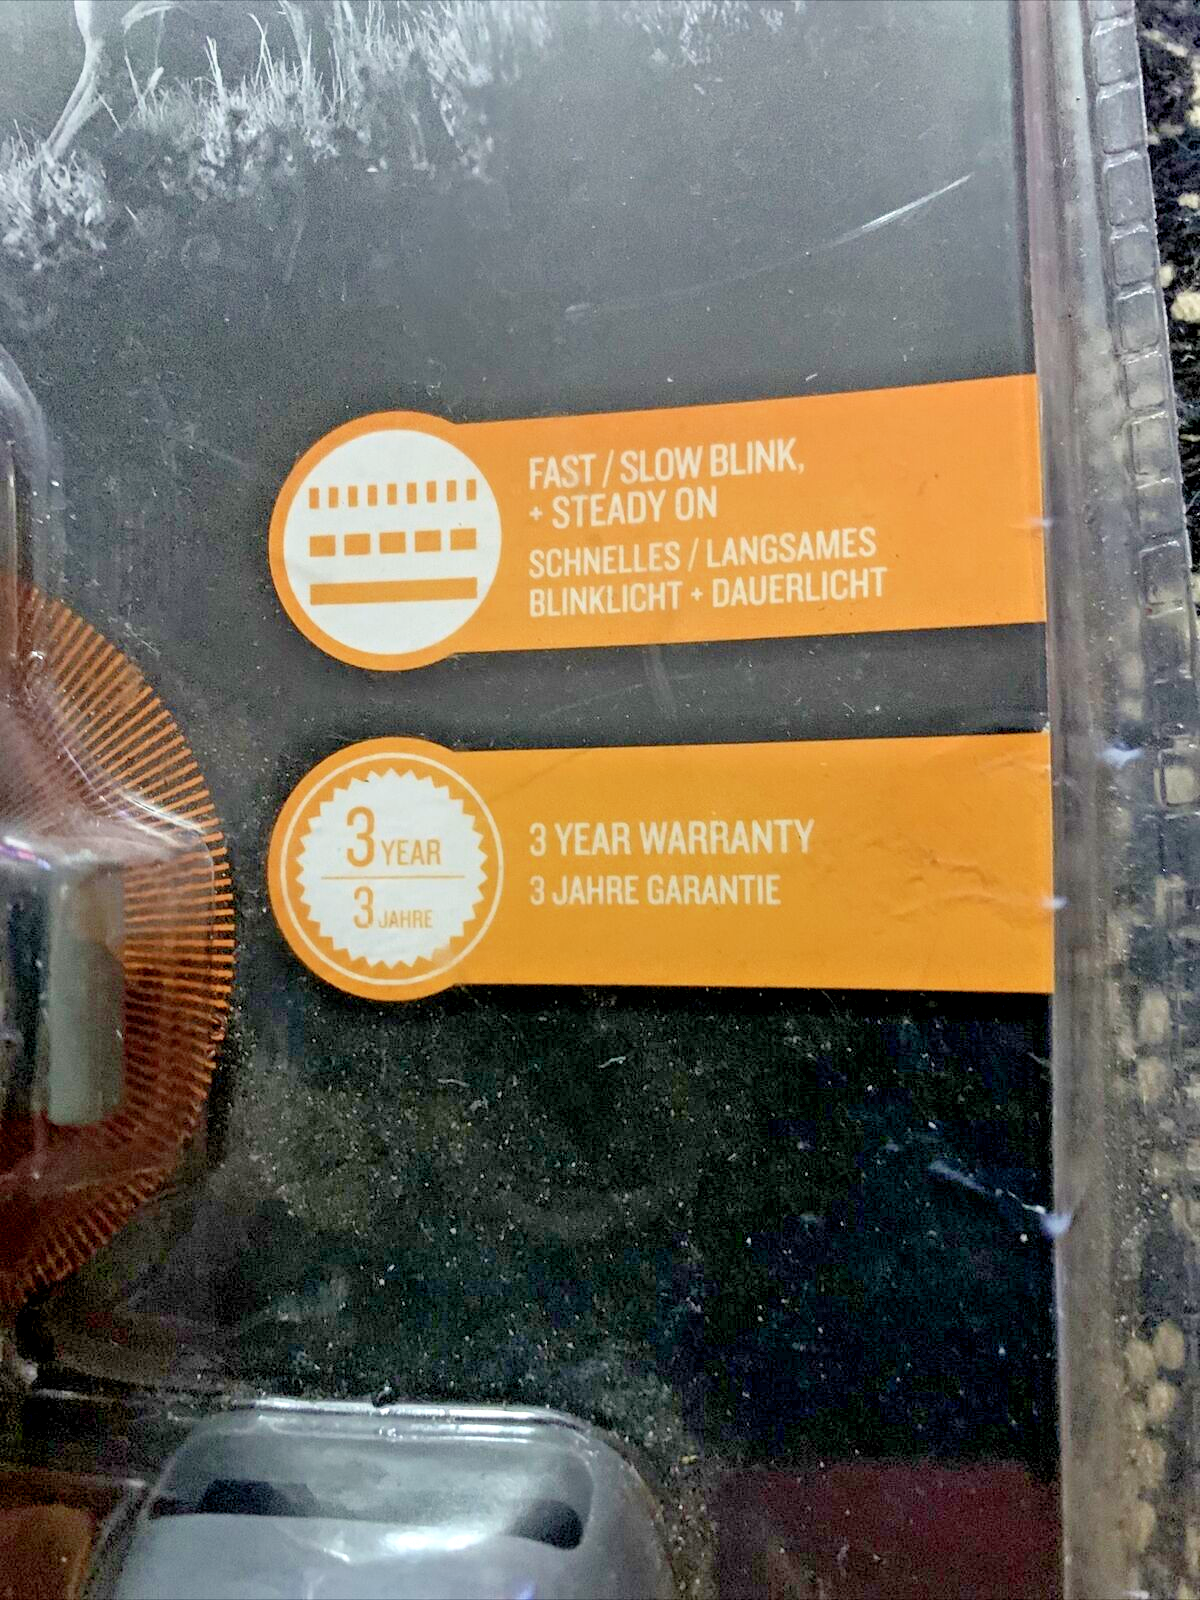 FAST / SLOW BLINK,
+ STEADY ON
SCHNELLES / LANGSAMES
BLINKLICHT + DAUERLICHT
3 YEAR
3 JAHRE
3 YEAR WARRANTY
3 JAHRE GARANTIE